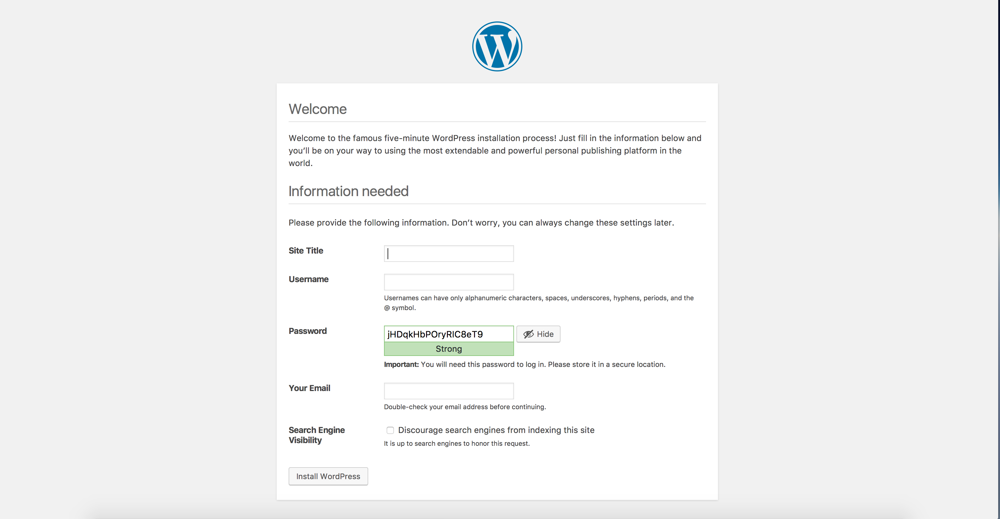 Welcome
Welcome to the famous five-minute WordPress installation process! Just fill in the information below and
you’ll be on your way to using the most extendable and powerful personal publishing platform in the
world.
Information needed
Please provide the following information. Don’t worry, you can always change these settings later.
Site Title
Username
Usernames can have only alphanumeric characters, spaces, underscores, hyphens, periods, and the
@ symbol.
Password
jHDqkHbPOryRIC8eT9
Hide
Strong
Important: You will need this password to log in. Please store it in a secure location.
Your Email
Double-check your email address before continuing.
Search Engine
Visibility
Discourage search engines from indexing this site
It is up to search engines to honor this request.
Install WordPress